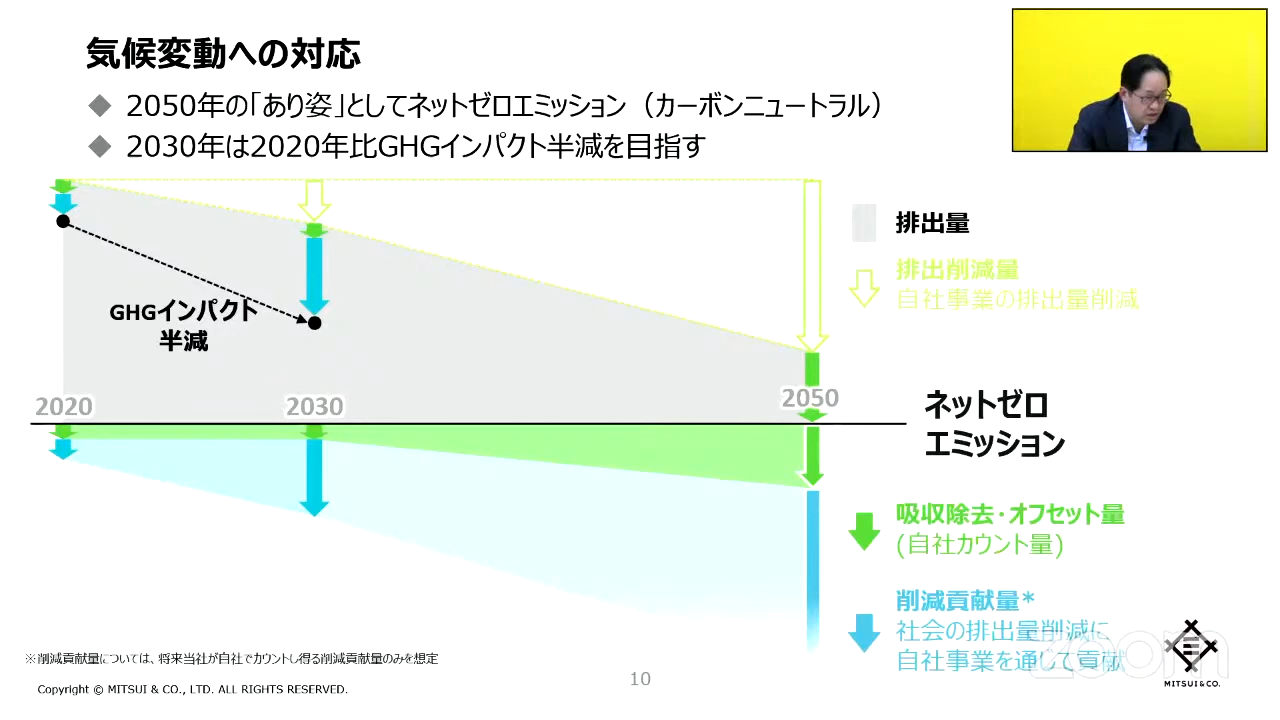 気候変動への対応
◆ 2050年の「あり姿」としてネットゼロエミッション（カーボンニュートラル）
◆ 2030年は2020年比GHGインパクト半減を目指す
排出量
排出削減量
自社事業の排出量削減
GHGインパクト
半減
2020
2030
2050
ネットゼロ
エミッション
吸収除去・オフセット量
(自社カウント量)
削減貢献量*
社会の排出量削減に
自社事業を通じて貢献
zoom
※削減貢献量については、将来当社が自社でカウントし得る削減貢献量のみを想定
Copyright © MITSUI & CO., LTD. ALL RIGHTS RESERVED.
10
MITSUI & CO.